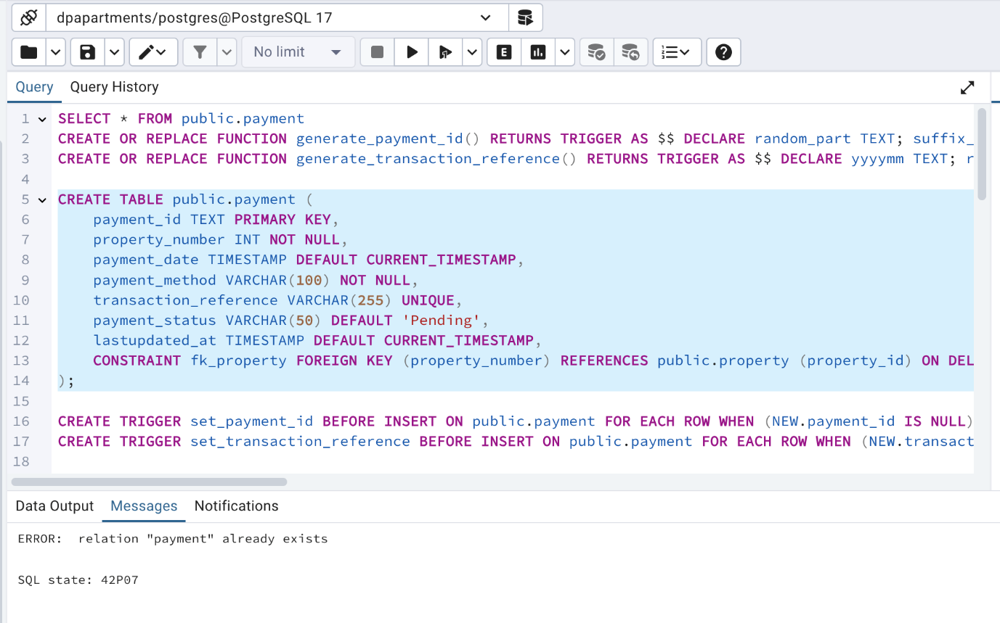 dpapartments/postgres@PostgreSQL 17
No limit
E
Query Query History
1 SELECT * FROM public.payment
2 CREATE OR REPLACE FUNCTION generate_payment_id() RETURNS TRIGGER AS $$ DECLARE random_part TEXT; suffix_
3 CREATE OR REPLACE FUNCTION generate_transaction_reference() RETURNS TRIGGER AS $$ DECLARE yyyymm TEXT; r
4
5 CREATE TABLE public.payment (
6 payment_id TEXT PRIMARY KEY,
7 property_number INT NOT NULL,
8 payment_date TIMESTAMP DEFAULT CURRENT_TIMESTAMP,
9 payment_method VARCHAR(100) NOT NULL,
10 transaction_reference VARCHAR(255) UNIQUE,
11 payment_status VARCHAR(50) DEFAULT 'Pending',
12 lastupdated_at TIMESTAMP DEFAULT CURRENT_TIMESTAMP,
13 CONSTRAINT fk_property FOREIGN KEY (property_number) REFERENCES public.property (property_id) ON DEL
14 );
15
16 CREATE TRIGGER set_payment_id BEFORE INSERT ON public.payment FOR EACH ROW WHEN (NEW.payment_id IS NULL)
17 CREATE TRIGGER set_transaction_reference BEFORE INSERT ON public.payment FOR EACH ROW WHEN (NEW.transact
18
Data Output Messages Notifications
ERROR: relation "payment" already exists
SQL state: 42P07